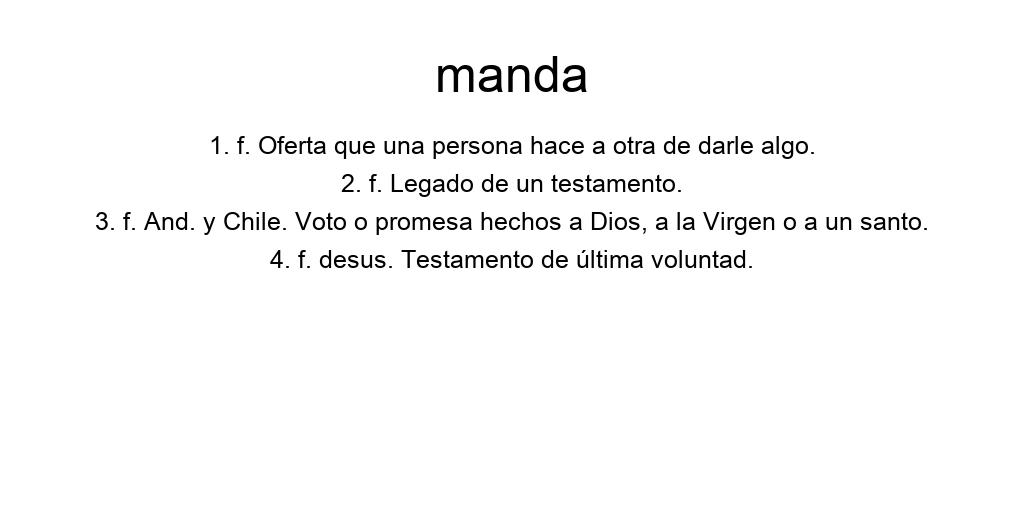 manda
1. f. Oferta que una persona hace a otra de darle algo.
2. f. Legado de un testamento.
3. f. And. y Chile. Voto o promesa hechos a Dios, a la Virgen o a un santo.
4. f. desus. Testamento de última voluntad.